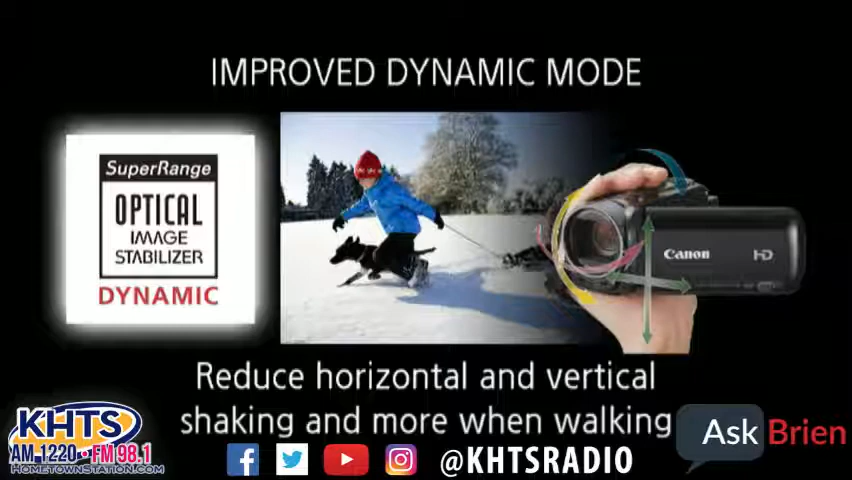 IMPROVED DYNAMIC MODE
SuperRange
OPTICAL
IMAGE
STABILIZER
DYNAMIC
Canon
HD
Reduce horizontal and vertical
shaking and more when walking
KHTS
AM 1220 • FM 98.1
HOMETOWNSTATION.COM
@KHTSRADIO
Ask Brien